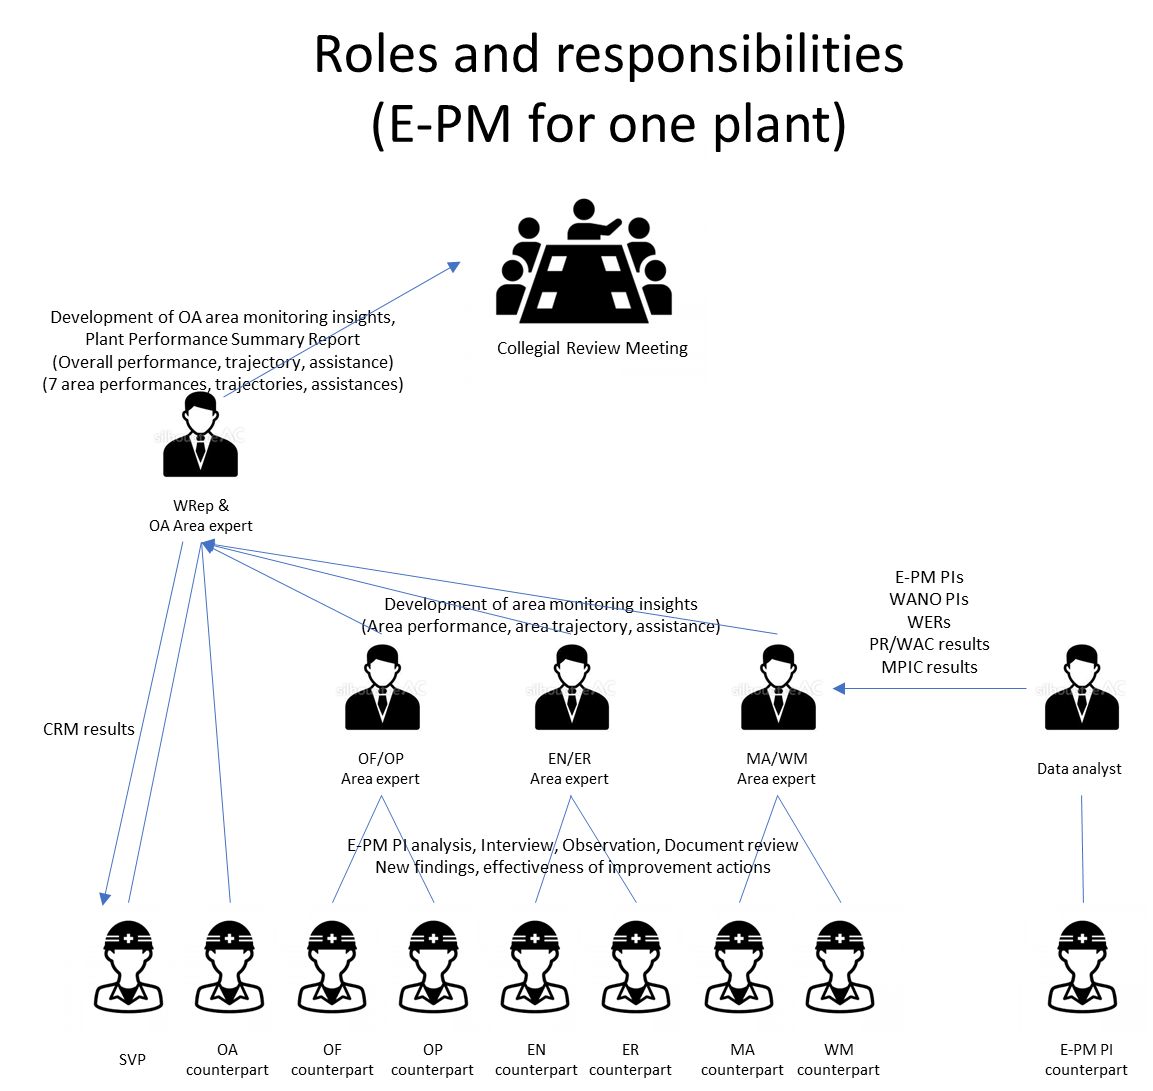 Roles and responsibilities
(E-PM for one plant)
Collegial Review Meeting
Development of OA area monitoring insights,
Plant Performance Summary Report
(Overall performance, trajectory, assistance)
(7 area performances, trajectories, assistances)
silhouetteAC
WRep &
OA Area expert
E-PM PIs
WANO PIs
WERs
PR/WAC results
MPIC results
Development of area monitoring insights
(Area performance, area trajectory, assistance)
silhouetteAC
silhouetteAC
silhouetteAC
silhouetteAC
CRM results
OF/OP
Area expert
EN/ER
Area expert
MA/WM
Area expert
Data analyst
E-PM PI analysis, Interview, Observation, Document review
New findings, effectiveness of improvement actions
SVP
OA
counterpart
OF
counterpart
OP
counterpart
EN
counterpart
ER
counterpart
MA
counterpart
WM
counterpart
E-PM PI
counterpart